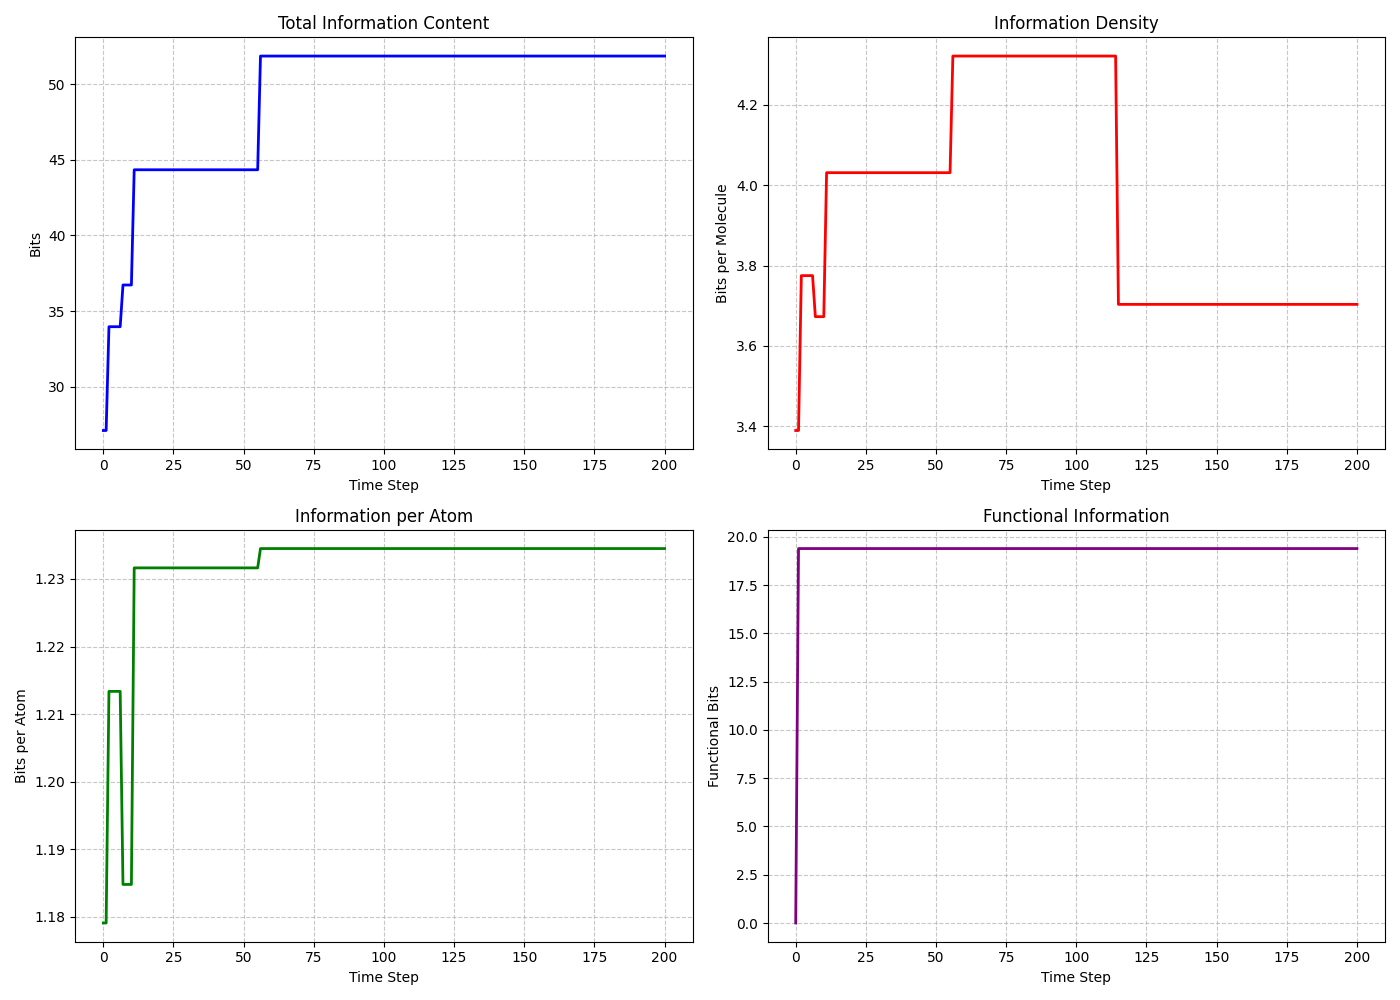 Total Information Content
Bits
50
45
40
35
30
0 25 50 75 100 125 150 175 200
Time Step
Information Density
Bits per Molecule
4.2
4.0
3.8
3.6
3.4
0 25 50 75 100 125 150 175 200
Time Step
Information per Atom
Bits per Atom
1.23
1.22
1.21
1.20
1.19
1.18
0 25 50 75 100 125 150 175 200
Time Step
Functional Information
Functional Bits
20.0
17.5
15.0
12.5
10.0
7.5
5.0
2.5
0.0
0 25 50 75 100 125 150 175 200
Time Step